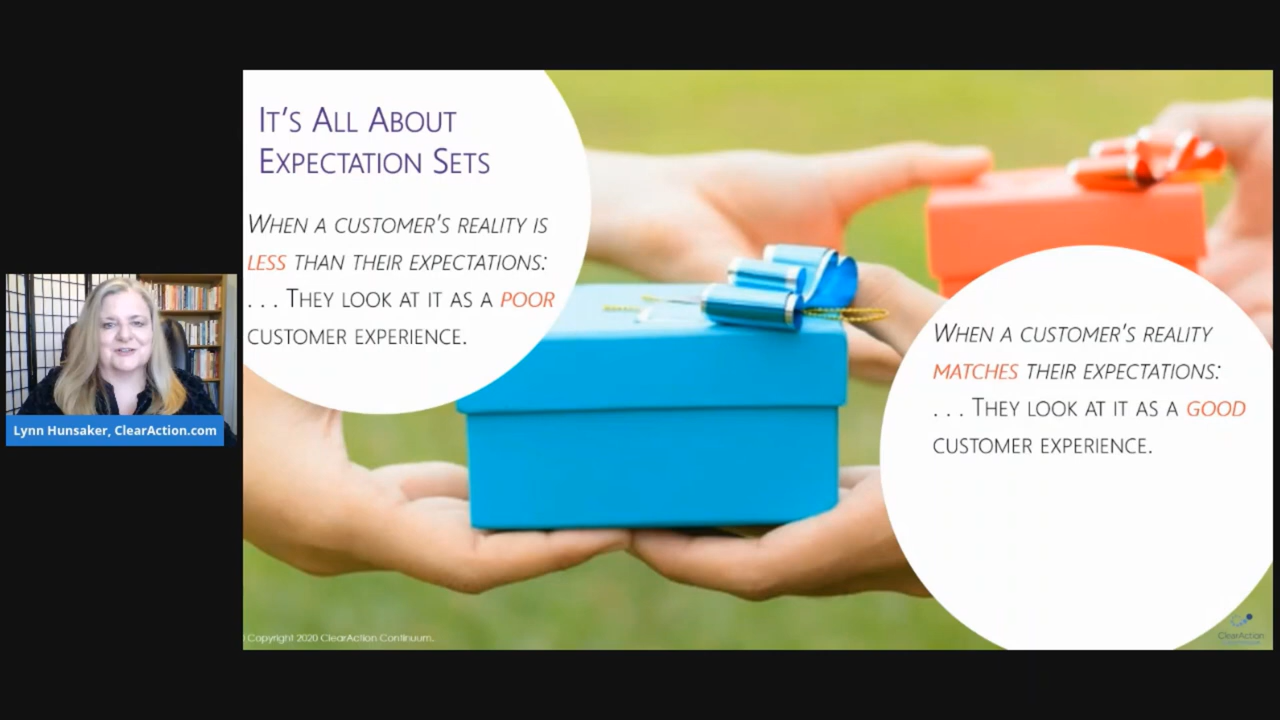 IT'S ALL ABOUT
EXPECTATION SETS
WHEN A CUSTOMER'S REALITY IS
LESS THAN THEIR EXPECTATIONS:
. . . THEY LOOK AT IT AS A POOR
CUSTOMER EXPERIENCE.
WHEN A CUSTOMER'S REALITY
MATCHES THEIR EXPECTATIONS:
. . . THEY LOOK AT IT AS A GOOD
CUSTOMER EXPERIENCE.
Lynn Hunsaker, ClearAction.com
Copyright 2020 ClearAction Continuum.
ClearAction